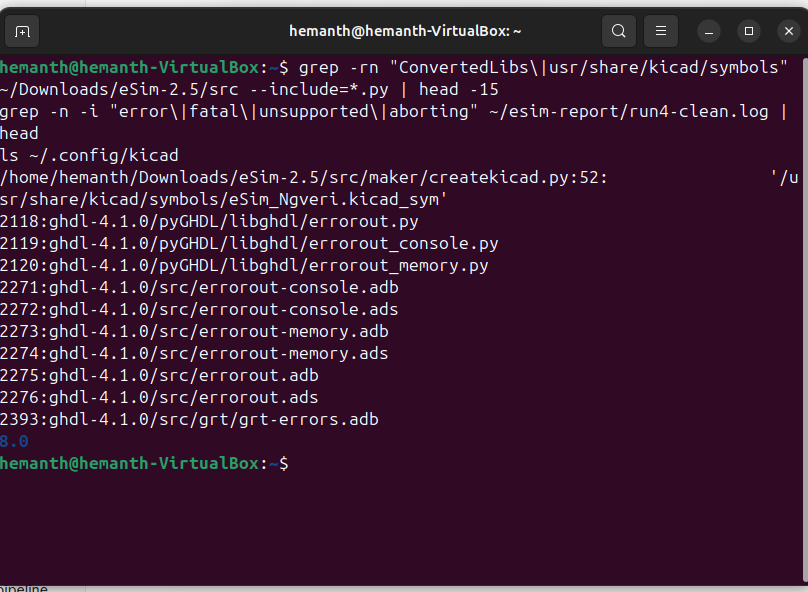 hemanth@hemanth-VirtualBox: ~
hemanth@hemanth-VirtualBox:~$ grep -rn "ConvertedLibs\|usr/share/kicad/symbols"
~/Downloads/eSim-2.5/src --include=*.py | head -15
grep -n -i "error\|fatal\|unsupported\|aborting" ~/esim-report/run4-clean.log |
head
ls ~/.config/kicad
/home/hemanth/Downloads/eSim-2.5/src/maker/createkicad.py:52:                '/u
sr/share/kicad/symbols/eSim_Ngveri.kicad_sym'
2118:ghdl-4.1.0/pyGHDL/libghdl/errorout.py
2119:ghdl-4.1.0/pyGHDL/libghdl/errorout_console.py
2120:ghdl-4.1.0/pyGHDL/libghdl/errorout_memory.py
2271:ghdl-4.1.0/src/errorout-console.adb
2272:ghdl-4.1.0/src/errorout-console.ads
2273:ghdl-4.1.0/src/errorout-memory.adb
2274:ghdl-4.1.0/src/errorout-memory.ads
2275:ghdl-4.1.0/src/errorout.adb
2276:ghdl-4.1.0/src/errorout.ads
2393:ghdl-4.1.0/src/grt/grt-errors.adb
8.0
hemanth@hemanth-VirtualBox:~$
pipeline